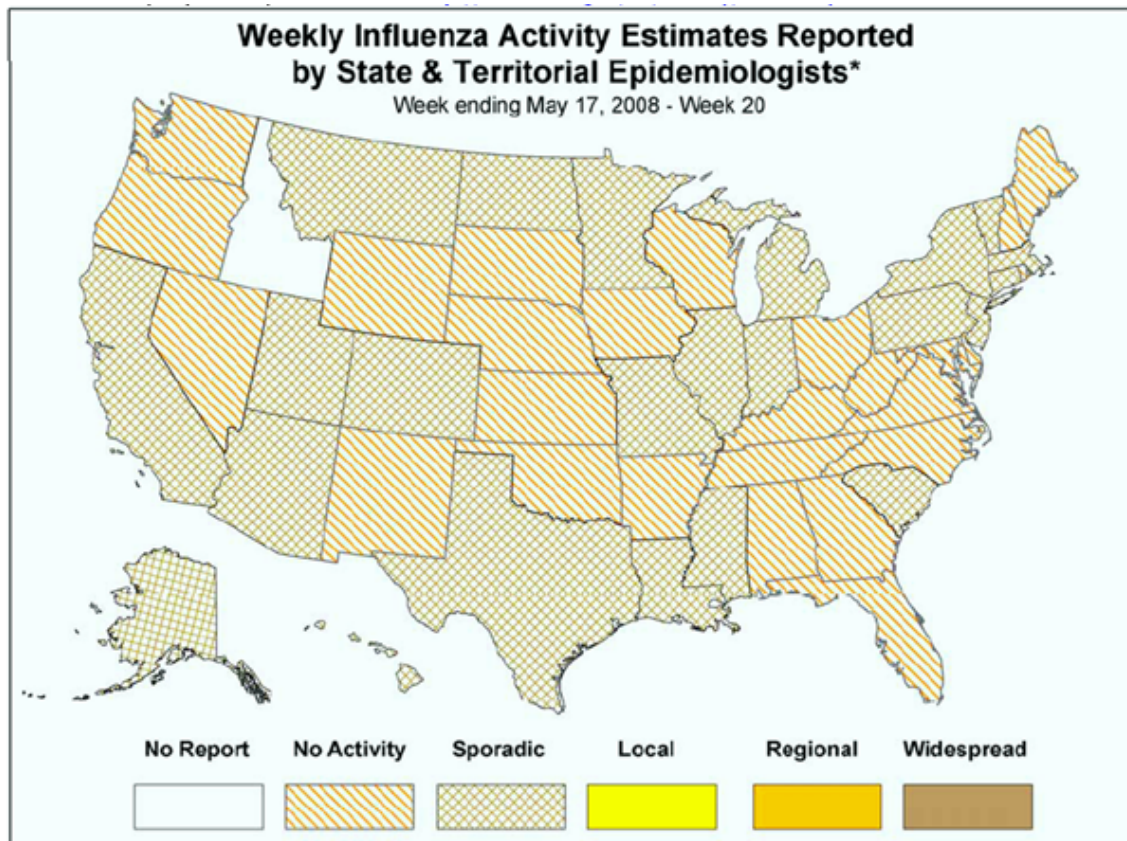 Weekly Influenza Activity Estimates Reported
by State & Territorial Epidemiologists*
Week ending May 17, 2008 - Week 20
No Report No Activity Sporadic Local Regional Widespread